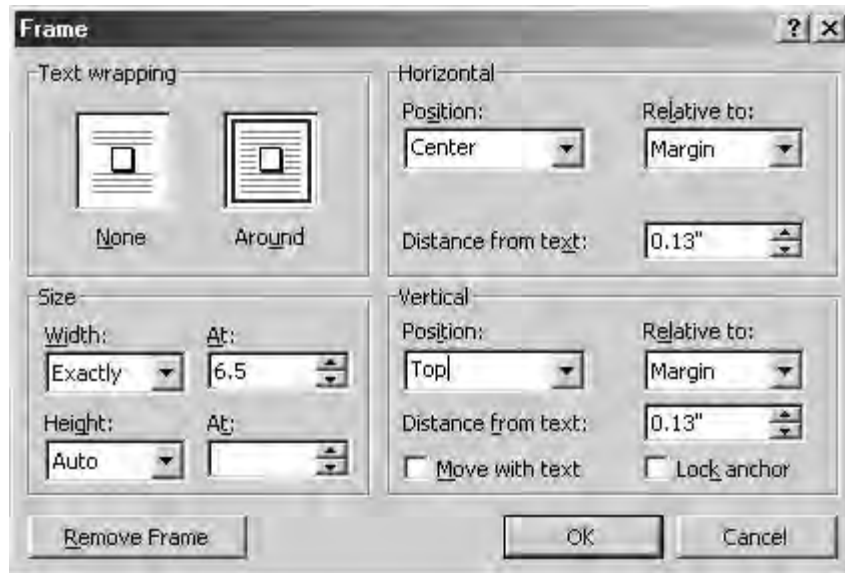 Frame
Text wrapping
None
Around
Horizontal
Position:
Relative to:
Center
Margin
Distance from text:
0.13"
Size
Width:
At:
Exactly
6.5
Height:
At:
Auto
Vertical
Position:
Relative to:
Top
Margin
Distance from text:
0.13"
Move with text
Lock anchor
Remove Frame
OK
Cancel